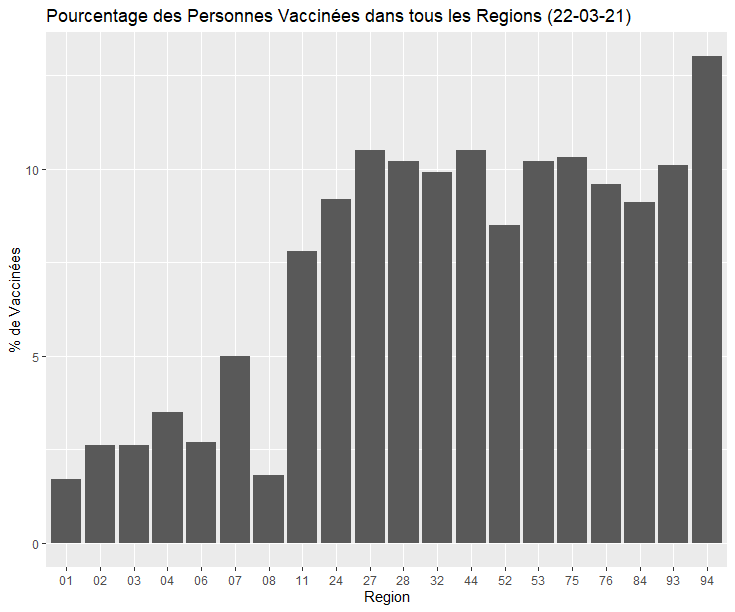 Pourcentage des Personnes Vaccinées dans tous les Regions (22-03-21)
% de Vaccinées
10
5
0
01 02 03 04 06 07 08 11 24 27 28 32 44 52 53 75 76 84 93 94
Region